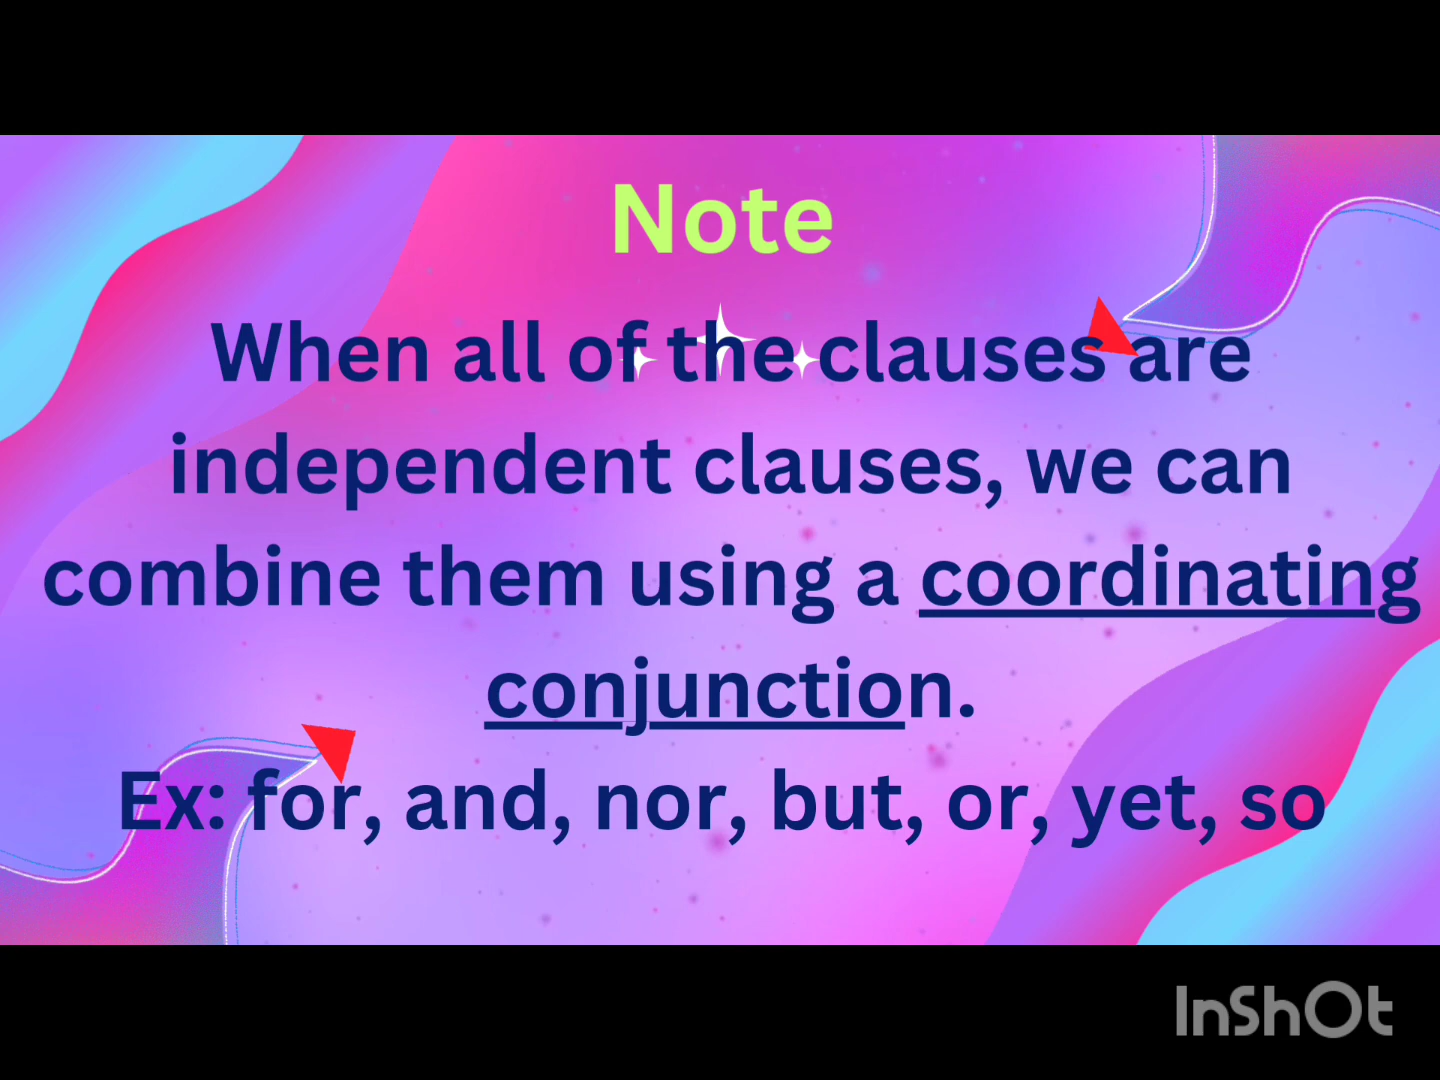 Note
When all of the clauses are
independent clauses, we can
combine them using a coordinating
conjunction.
Ex: for, and, nor, but, or, yet, so
InShOt